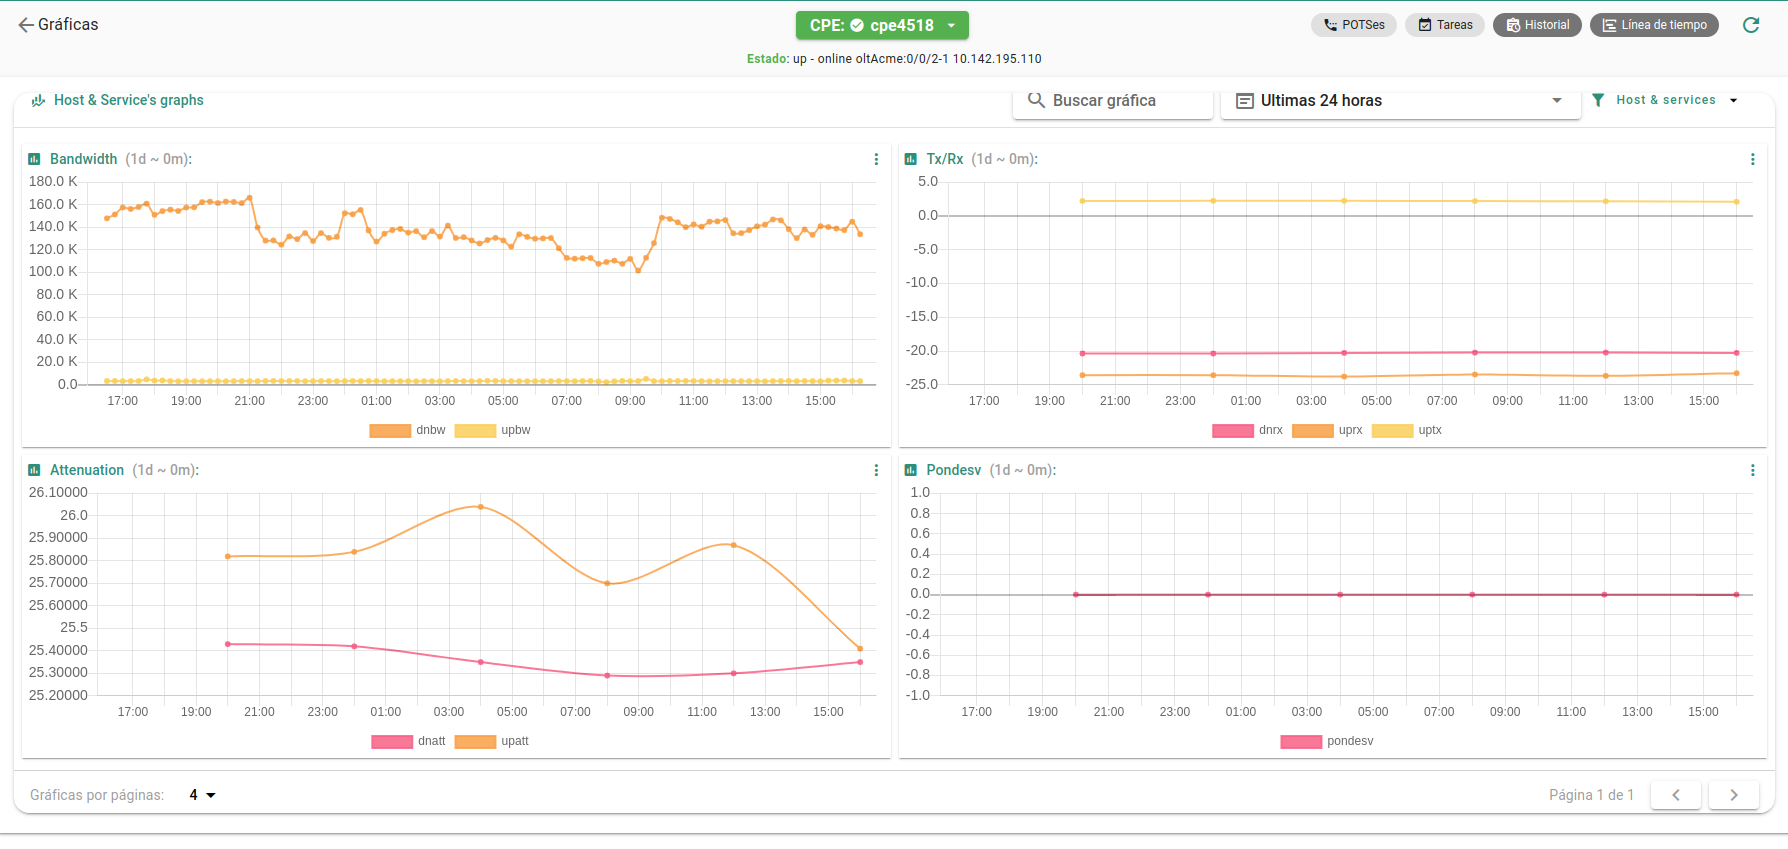 Gráficas
CPE: cpe4518
POTSes
Tareas
Historial
Línea de tiempo
Estado: up - online oltAcme:0/0/2-1 10.142.195.110
Host & Service's graphs
Buscar gráfica
Ultimas 24 horas
Host & services
Bandwidth (1d ~ 0m):
180.0 K
160.0 K
140.0 K
120.0 K
100.0 K
80.0 K
60.0 K
40.0 K
20.0 K
0.0
17:00 19:00 21:00 23:00 01:00 03:00 05:00 07:00 09:00 11:00 13:00 15:00
dnbw upbw
Tx/Rx (1d ~ 0m):
5.0
0.0
-5.0
-10.0
-15.0
-20.0
-25.0
17:00 19:00 21:00 23:00 01:00 03:00 05:00 07:00 09:00 11:00 13:00 15:00
dnrx uprx uptx
Attenuation (1d ~ 0m):
26.10000
26.0
25.90000
25.80000
25.70000
25.60000
25.5
25.40000
25.30000
25.20000
17:00 19:00 21:00 23:00 01:00 03:00 05:00 07:00 09:00 11:00 13:00 15:00
dnatt upatt
Pondesv (1d ~ 0m):
1.0
0.8
0.6
0.4
0.2
0.0
-0.2
-0.4
-0.6
-0.8
-1.0
17:00 19:00 21:00 23:00 01:00 03:00 05:00 07:00 09:00 11:00 13:00 15:00
pondesv
Gráficas por páginas: 4
Página 1 de 1